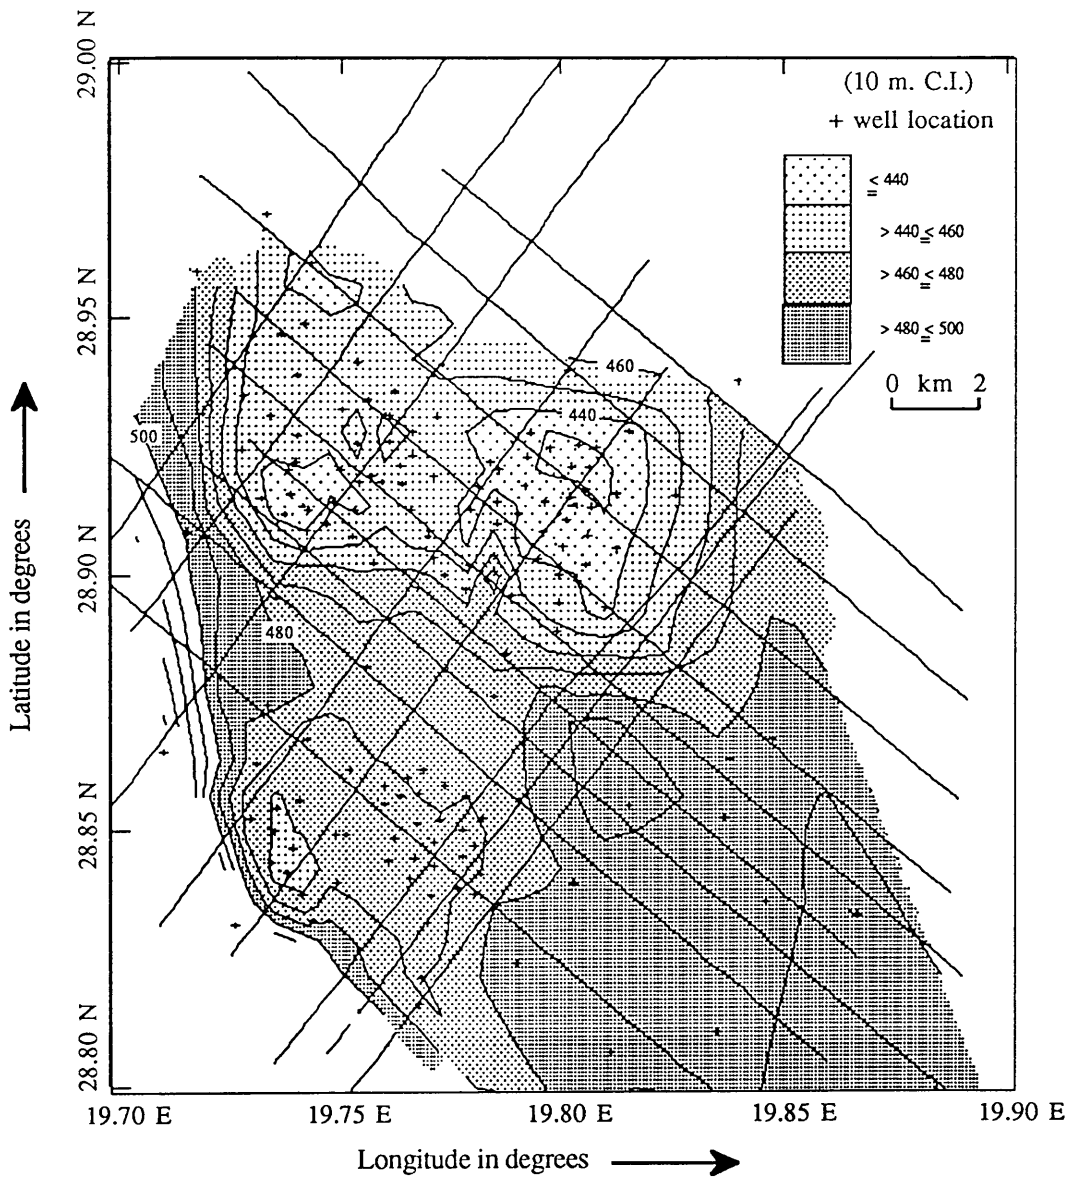 29.00 N
28.95 N
28.90 N
28.85 N
28.80 N
Latitude in degrees
(10 m. C.I.)
+ well location
≤ 440
> 440 ≤ 460
> 460 ≤ 480
> 480 ≤ 500
0 km 2
460
440
500
480
19.70 E
19.75 E
19.80 E
19.85 E
19.90 E
Longitude in degrees